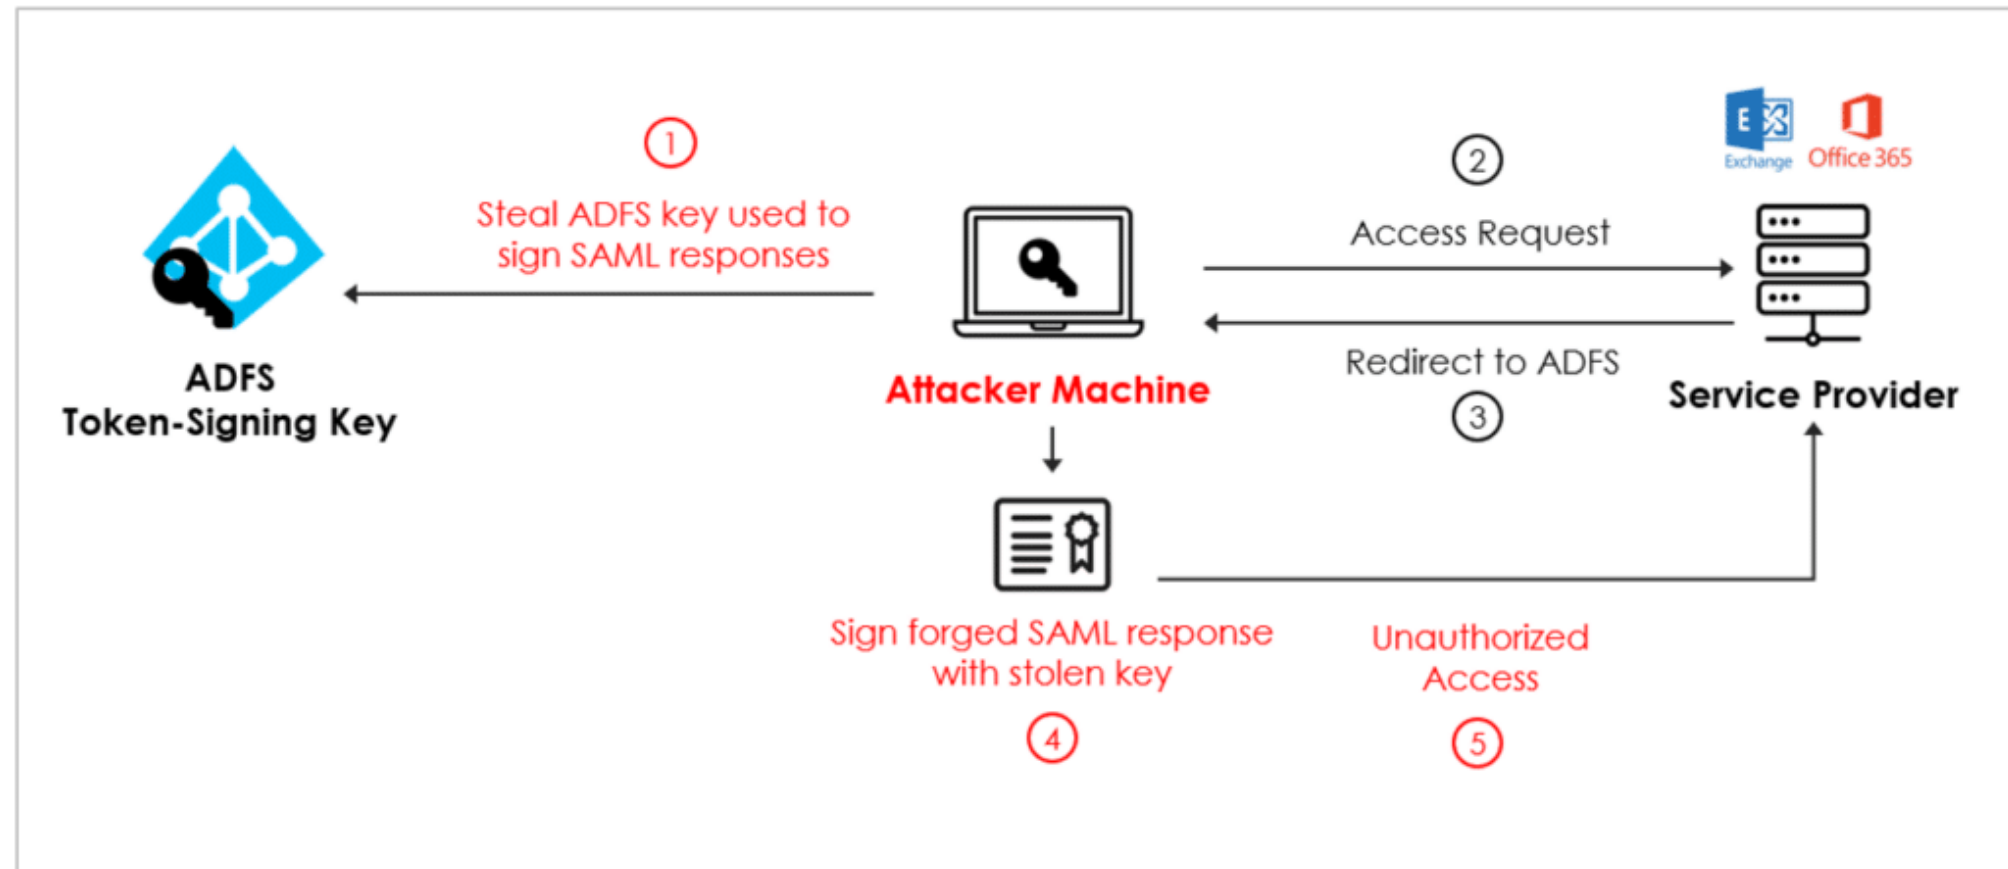 1
Steal ADFS key used to
sign SAML responses
ADFS
Token-Signing Key
Attacker Machine
2
Access Request
Redirect to ADFS
3
E
Exchange
Office 365
Service Provider
Sign forged SAML response
with stolen key
4
Unauthorized
Access
5